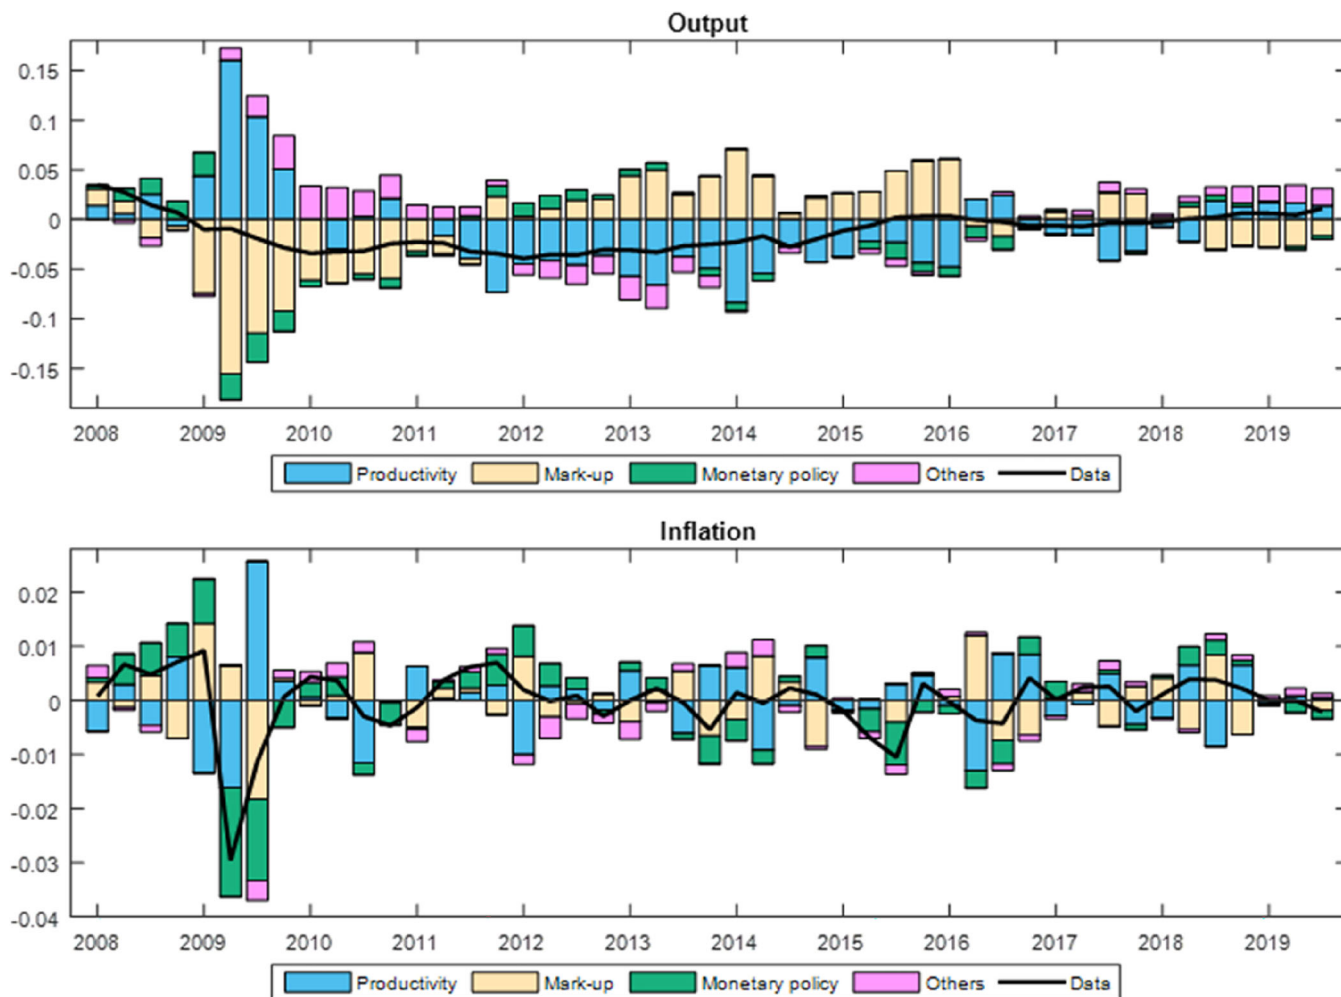 Output
0.15
0.1
0.05
0
-0.05
-0.1
-0.15
2008 2009 2010 2011 2012 2013 2014 2015 2016 2017 2018 2019
Productivity Mark-up Monetary policy Others Data
Inflation
0.02
0.01
0
-0.01
-0.02
-0.03
-0.04
2008 2009 2010 2011 2012 2013 2014 2015 2016 2017 2018 2019
Productivity Mark-up Monetary policy Others Data